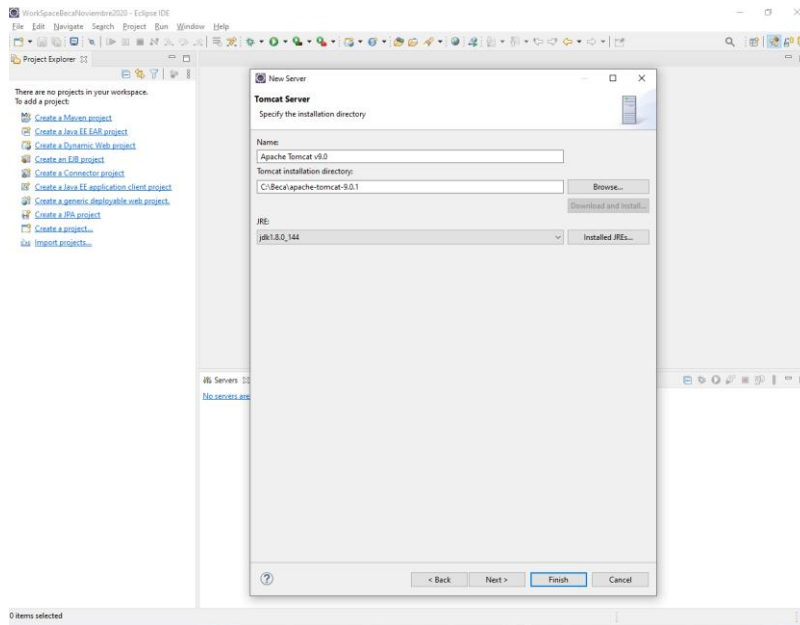 WorkSpaceBecaNoviembre2020 - Eclipse IDE
File Edit Navigate Search Project Run Window Help
Project Explorer
There are no projects in your workspace.
To add a project:
Create a Maven project
Create a Java EE EAR project
Create a Dynamic Web project
Create an EJB project
Create a Connector project
Create a Java EE application client project
Create a generic deployable web project.
Create a JPA project
Create a project...
Import projects...
New Server
Tomcat Server
Specify the installation directory
Name:
Apache Tomcat v9.0
Tomcat installation directory:
C:\Beca\apache-tomcat-9.0.1 Browse...
Download and Install...
JRE:
jdk1.8.0_144 Installed JREs...
Servers
No servers are
? < Back Next > Finish Cancel
0 items selected